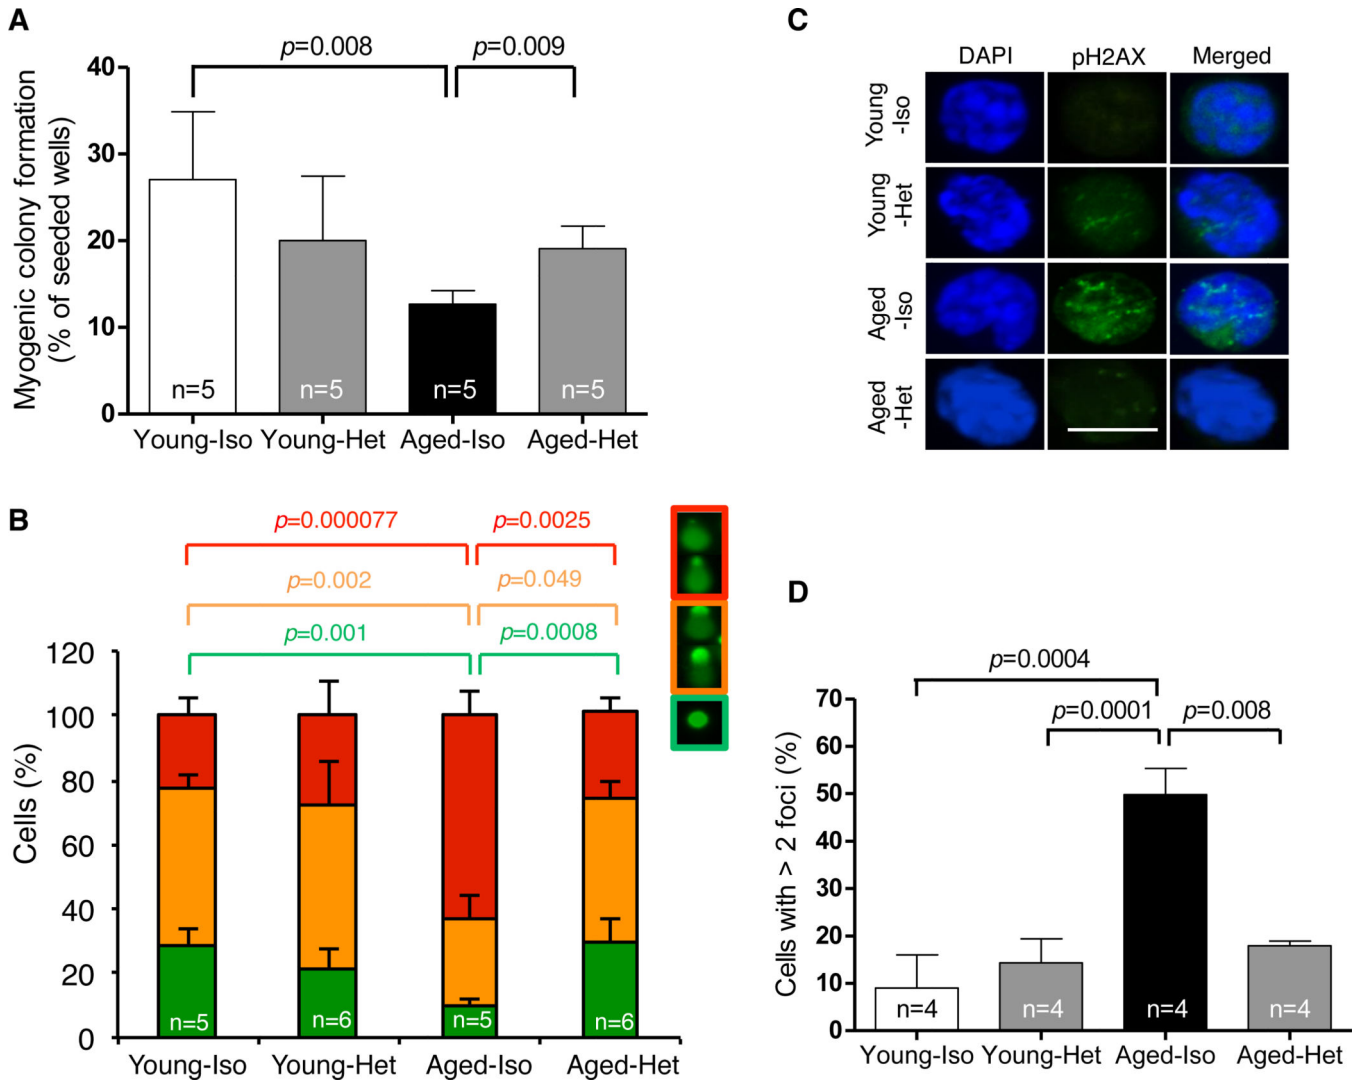 A
p=0.008
p=0.009
Myogenic colony formation
(% of seeded wells)
40
30
20
10
0
n=5
n=5
n=5
n=5
Young-Iso
Young-Het
Aged-Iso
Aged-Het
B
p=0.000077
p=0.0025
p=0.002
p=0.049
p=0.001
p=0.0008
Cells (%)
120
100
80
60
40
20
0
n=5
n=6
n=5
n=6
Young-Iso
Young-Het
Aged-Iso
Aged-Het
C
DAPI
pH2AX
Merged
Young
-Iso
Young
-Het
Aged
-Iso
Aged
-Het
D
p=0.0004
p=0.0001
p=0.008
Cells with > 2 foci (%)
70
60
50
40
30
20
10
0
n=4
n=4
n=4
n=4
Young-Iso
Young-Het
Aged-Iso
Aged-Het